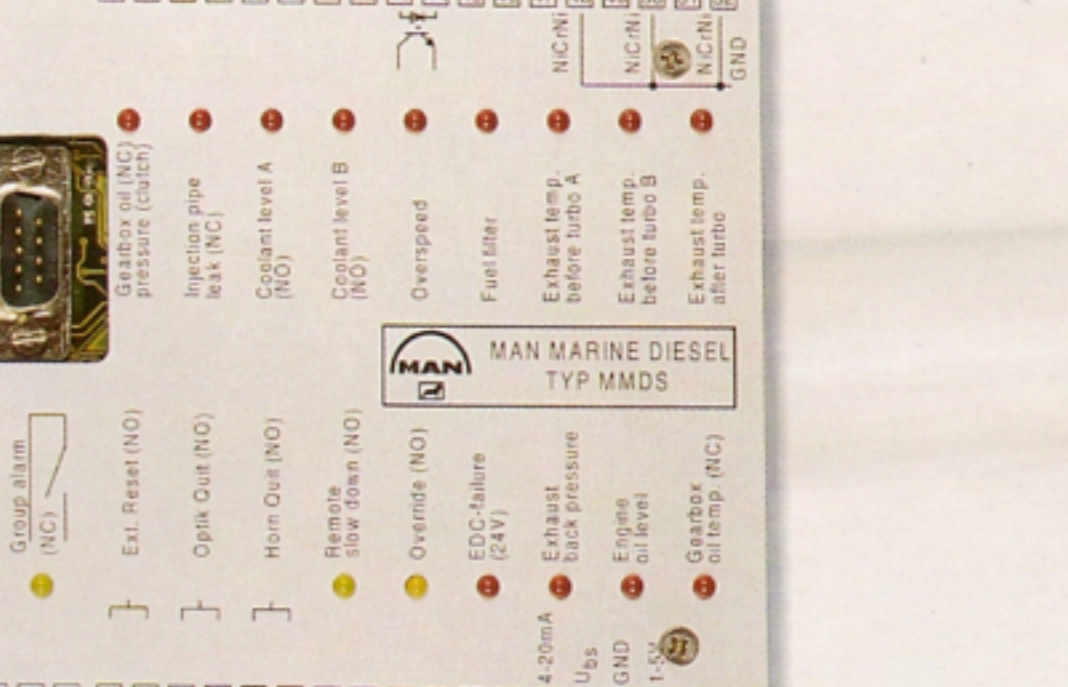 NiCrNi
NiCrNi
NiCrNi
GND
Gearbox oil (NC)
pressure (clutch)
Injection pipe
leak (NC)
Coolant level A
(NO)
Coolant level B
(NO)
Overspeed
Fuel filter
Exhaust temp.
before turbo A
Exhaust temp.
before turbo B
Exhaust temp.
after turbo
MAN
MAN MARINE DIESEL
TYP MMDS
Group alarm
(NC)
Ext. Reset (NO)
Optik Quit (NO)
Horn Quit (NO)
Remote
slow down (NO)
Override (NO)
EDC-failure
(24V)
Exhaust
back pressure
Engine
oil level
Gearbox
oil temp. (NC)
4-20mA
Ubs
GND
1-5V